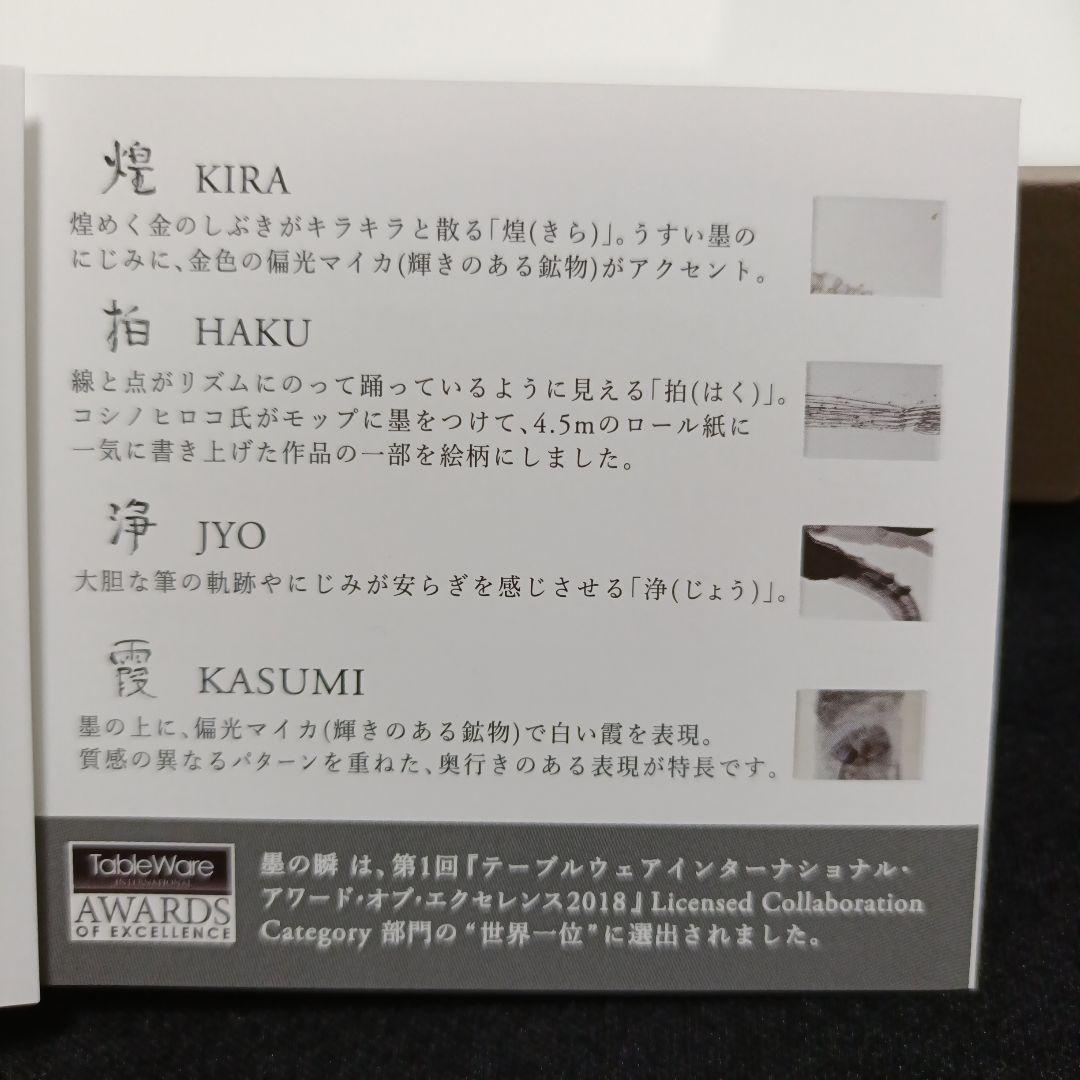 煌 KIRA
煌めく金のしぶきがキラキラと散る「煌(きら)」。うすい墨の
にじみに、金色の偏光マイカ(輝きのある鉱物)がアクセント。
拍 HAKU
線と点がリズムにのって踊っているように見える「拍(はく)」。
コシノヒロコ氏がモップに墨をつけて、4.5mのロール紙に
一気に書き上げた作品の一部を絵柄にしました。
浄 JYO
大胆な筆の軌跡やにじみが安らぎを感じさせる「浄(じょう)」。
霞 KASUMI
墨の上に、偏光マイカ(輝きのある鉱物)で白い霞を表現。
質感の異なるパターンを重ねた、奥行きのある表現が特長です。
TableWare
INTERNATIONAL
AWARDS
OF EXCELLENCE
墨の瞬 は、第1回『テーブルウェアインターナショナル・
アワード・オブ・エクセレンス2018』Licensed Collaboration
Category 部門の“世界一位”に選出されました。